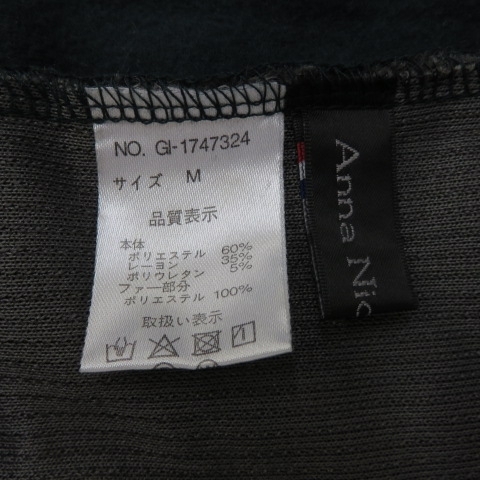 NO. GI-1747324
サイズ M
品質表示
本体
ポリエステル 60%
レーヨン 35%
ポリウレタン 5%
ファー部分
ポリエステル 100%
取扱い表示
Anna Nic